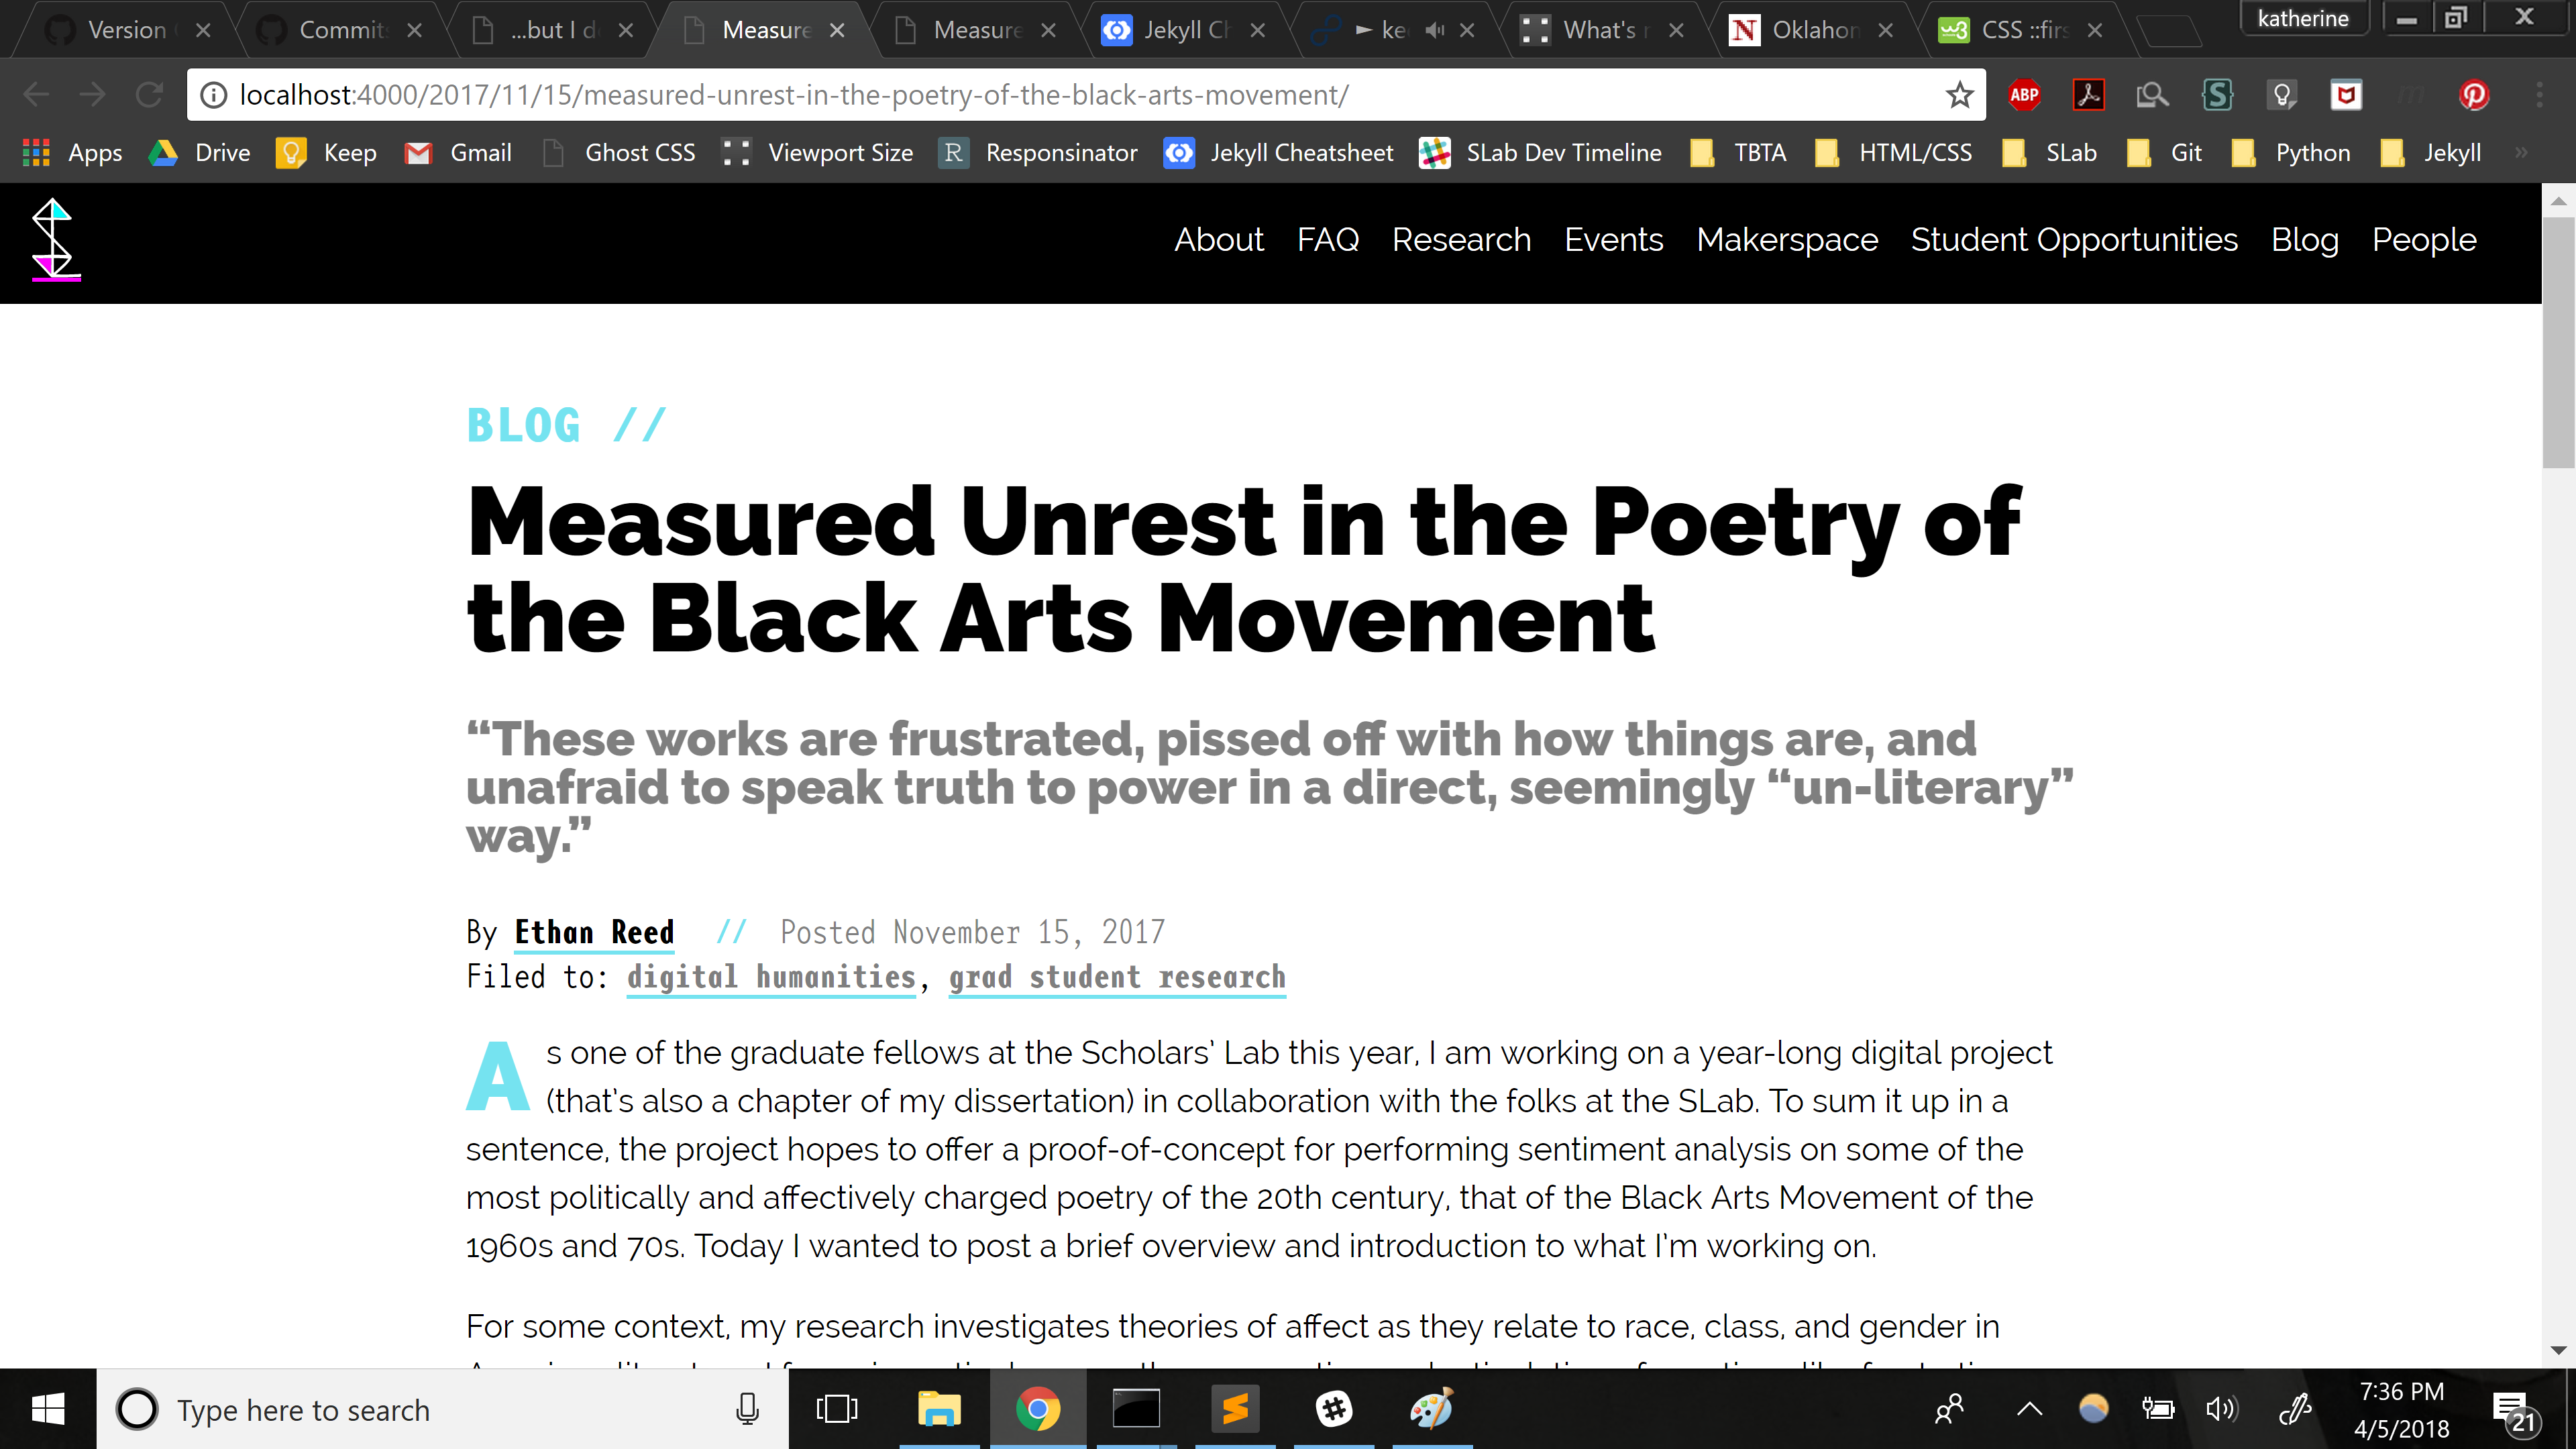 Version
Commits
...but I d
Measure
Measure
Jekyll Ch
► ke
What's r
Oklahon
CSS ::firs
katherine
localhost:4000/2017/11/15/measured-unrest-in-the-poetry-of-the-black-arts-movement/
ABP
Apps
Drive
Keep
Gmail
Ghost CSS
Viewport Size
R
Responsinator
Jekyll Cheatsheet
SLab Dev Timeline
TBTA
HTML/CSS
SLab
Git
Python
Jekyll
»
About FAQ Research Events Makerspace Student Opportunities Blog People
BLOG //
Measured Unrest in the Poetry of
the Black Arts Movement
“These works are frustrated, pissed off with how things are, and
unafraid to speak truth to power in a direct, seemingly “un-literary”
way.”
By Ethan Reed // Posted November 15, 2017
Filed to: digital humanities, grad student research
As one of the graduate fellows at the Scholars’ Lab this year, I am working on a year-long digital project
(that’s also a chapter of my dissertation) in collaboration with the folks at the SLab. To sum it up in a
sentence, the project hopes to offer a proof-of-concept for performing sentiment analysis on some of the
most politically and affectively charged poetry of the 20th century, that of the Black Arts Movement of the
1960s and 70s. Today I wanted to post a brief overview and introduction to what I’m working on.
For some context, my research investigates theories of affect as they relate to race, class, and gender in
Type here to search
7:36 PM
4/5/2018
21